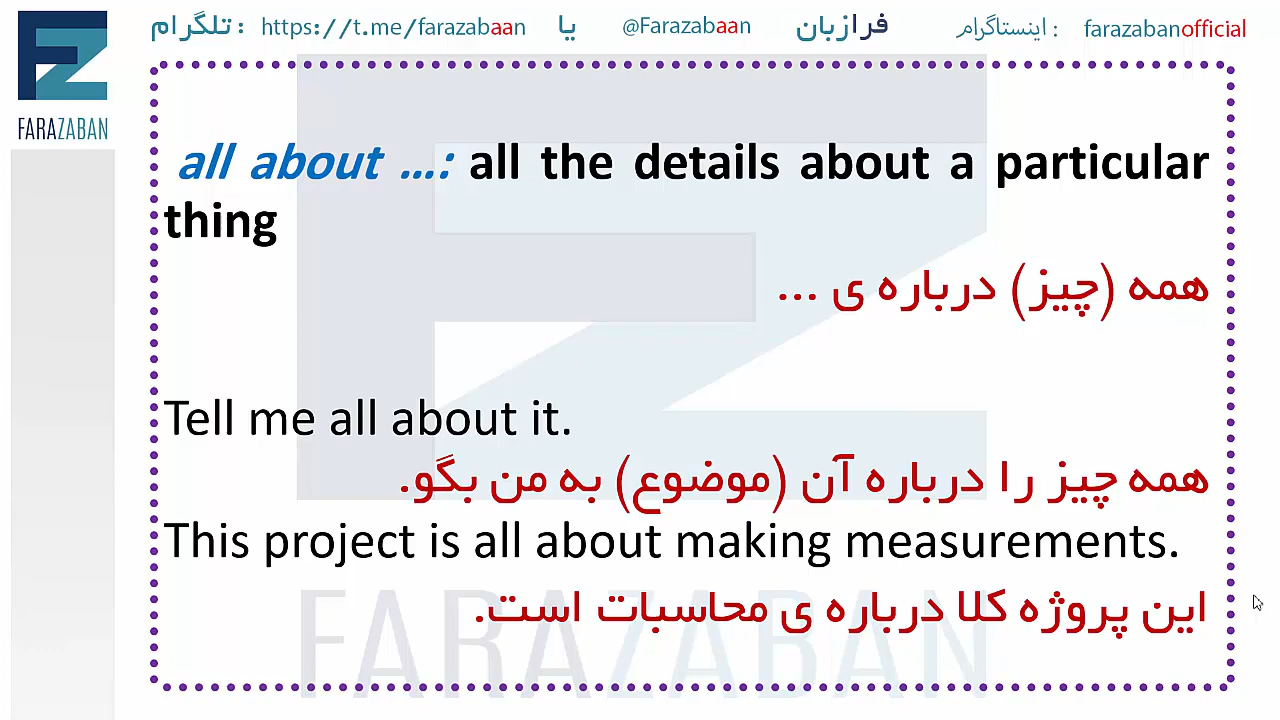 تلگرام : https://t.me/farazabaan یا @Farazabaan فرازبان اینستاگرام : farazabanofficial
FZ
FARAZABAN
all about ...: all the details about a particular
thing
همه (چیز) درباره ی ...
Tell me all about it.
همه چیز را درباره آن (موضوع) به من بگو.
This project is all about making measurements.
این پروژه کلا درباره ی محاسبات است.
FARAZABAN